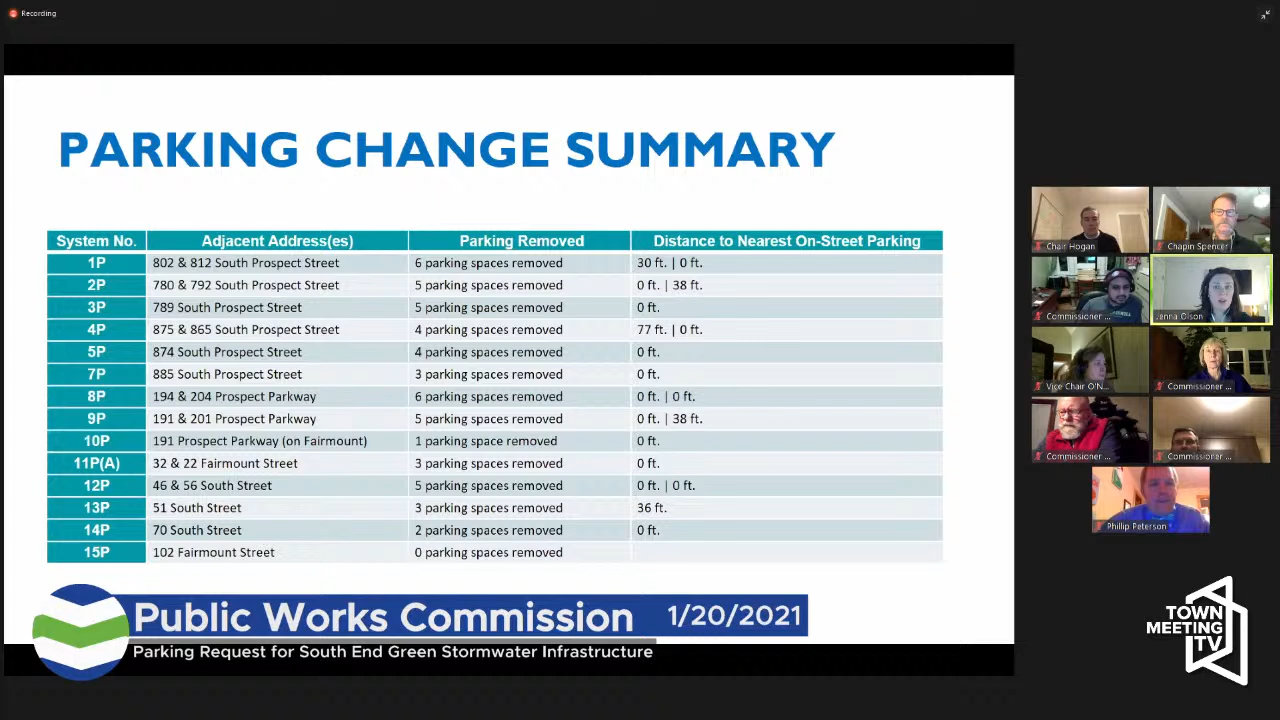 Recording
PARKING CHANGE SUMMARY
System No. Adjacent Address(es) Parking Removed Distance to Nearest On-Street Parking
1P 802 & 812 South Prospect Street 6 parking spaces removed 30 ft. | 0 ft.
2P 780 & 792 South Prospect Street 5 parking spaces removed 0 ft. | 38 ft.
3P 789 South Prospect Street 5 parking spaces removed 0 ft.
4P 875 & 865 South Prospect Street 4 parking spaces removed 77 ft. | 0 ft.
5P 874 South Prospect Street 4 parking spaces removed 0 ft.
7P 885 South Prospect Street 3 parking spaces removed 0 ft.
8P 194 & 204 Prospect Parkway 6 parking spaces removed 0 ft. | 0 ft.
9P 191 & 201 Prospect Parkway 5 parking spaces removed 0 ft. | 38 ft.
10P 191 Prospect Parkway (on Fairmount) 1 parking space removed 0 ft.
11P(A) 32 & 22 Fairmount Street 3 parking spaces removed 0 ft.
12P 46 & 56 South Street 5 parking spaces removed 0 ft. | 0 ft.
13P 51 South Street 3 parking spaces removed 36 ft.
14P 70 South Street 2 parking spaces removed 0 ft.
15P 102 Fairmount Street 0 parking spaces removed
Public Works Commission 1/20/2021
Parking Request for South End Green Stormwater Infrastructure
Chair Hogan
Chapin Spencer
Commissioner ...
Jenna Olson
Vice Chair O'N...
Commissioner ...
Commissioner ...
Commissioner ...
Phillip Peterson
TOWN
MEETING
TV